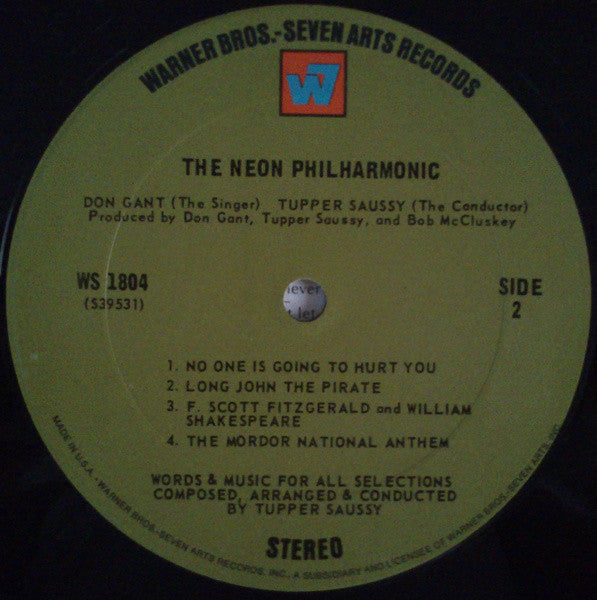 WARNER BROS.-SEVEN ARTS RECORDS
W7
THE NEON PHILHARMONIC
DON GANT (The Singer) TUPPER SAUSSY (The Conductor)
Produced by Don Gant, Tupper Saussy, and Bob McCluskey
WS 1804
(S39531)
SIDE
2
iever
let
1. NO ONE IS GOING TO HURT YOU
2. LONG JOHN THE PIRATE
3. F. SCOTT FITZGERALD and WILLIAM
SHAKESPEARE
4. THE MORDOR NATIONAL ANTHEM
WORDS & MUSIC FOR ALL SELECTIONS
COMPOSED, ARRANGED & CONDUCTED
BY TUPPER SAUSSY
STEREO
MADE IN U.S.A. • WARNER BROS.-SEVEN ARTS RECORDS, INC., A SUBSIDIARY AND LICENSEE OF WARNER BROS.-SEVEN ARTS, INC.